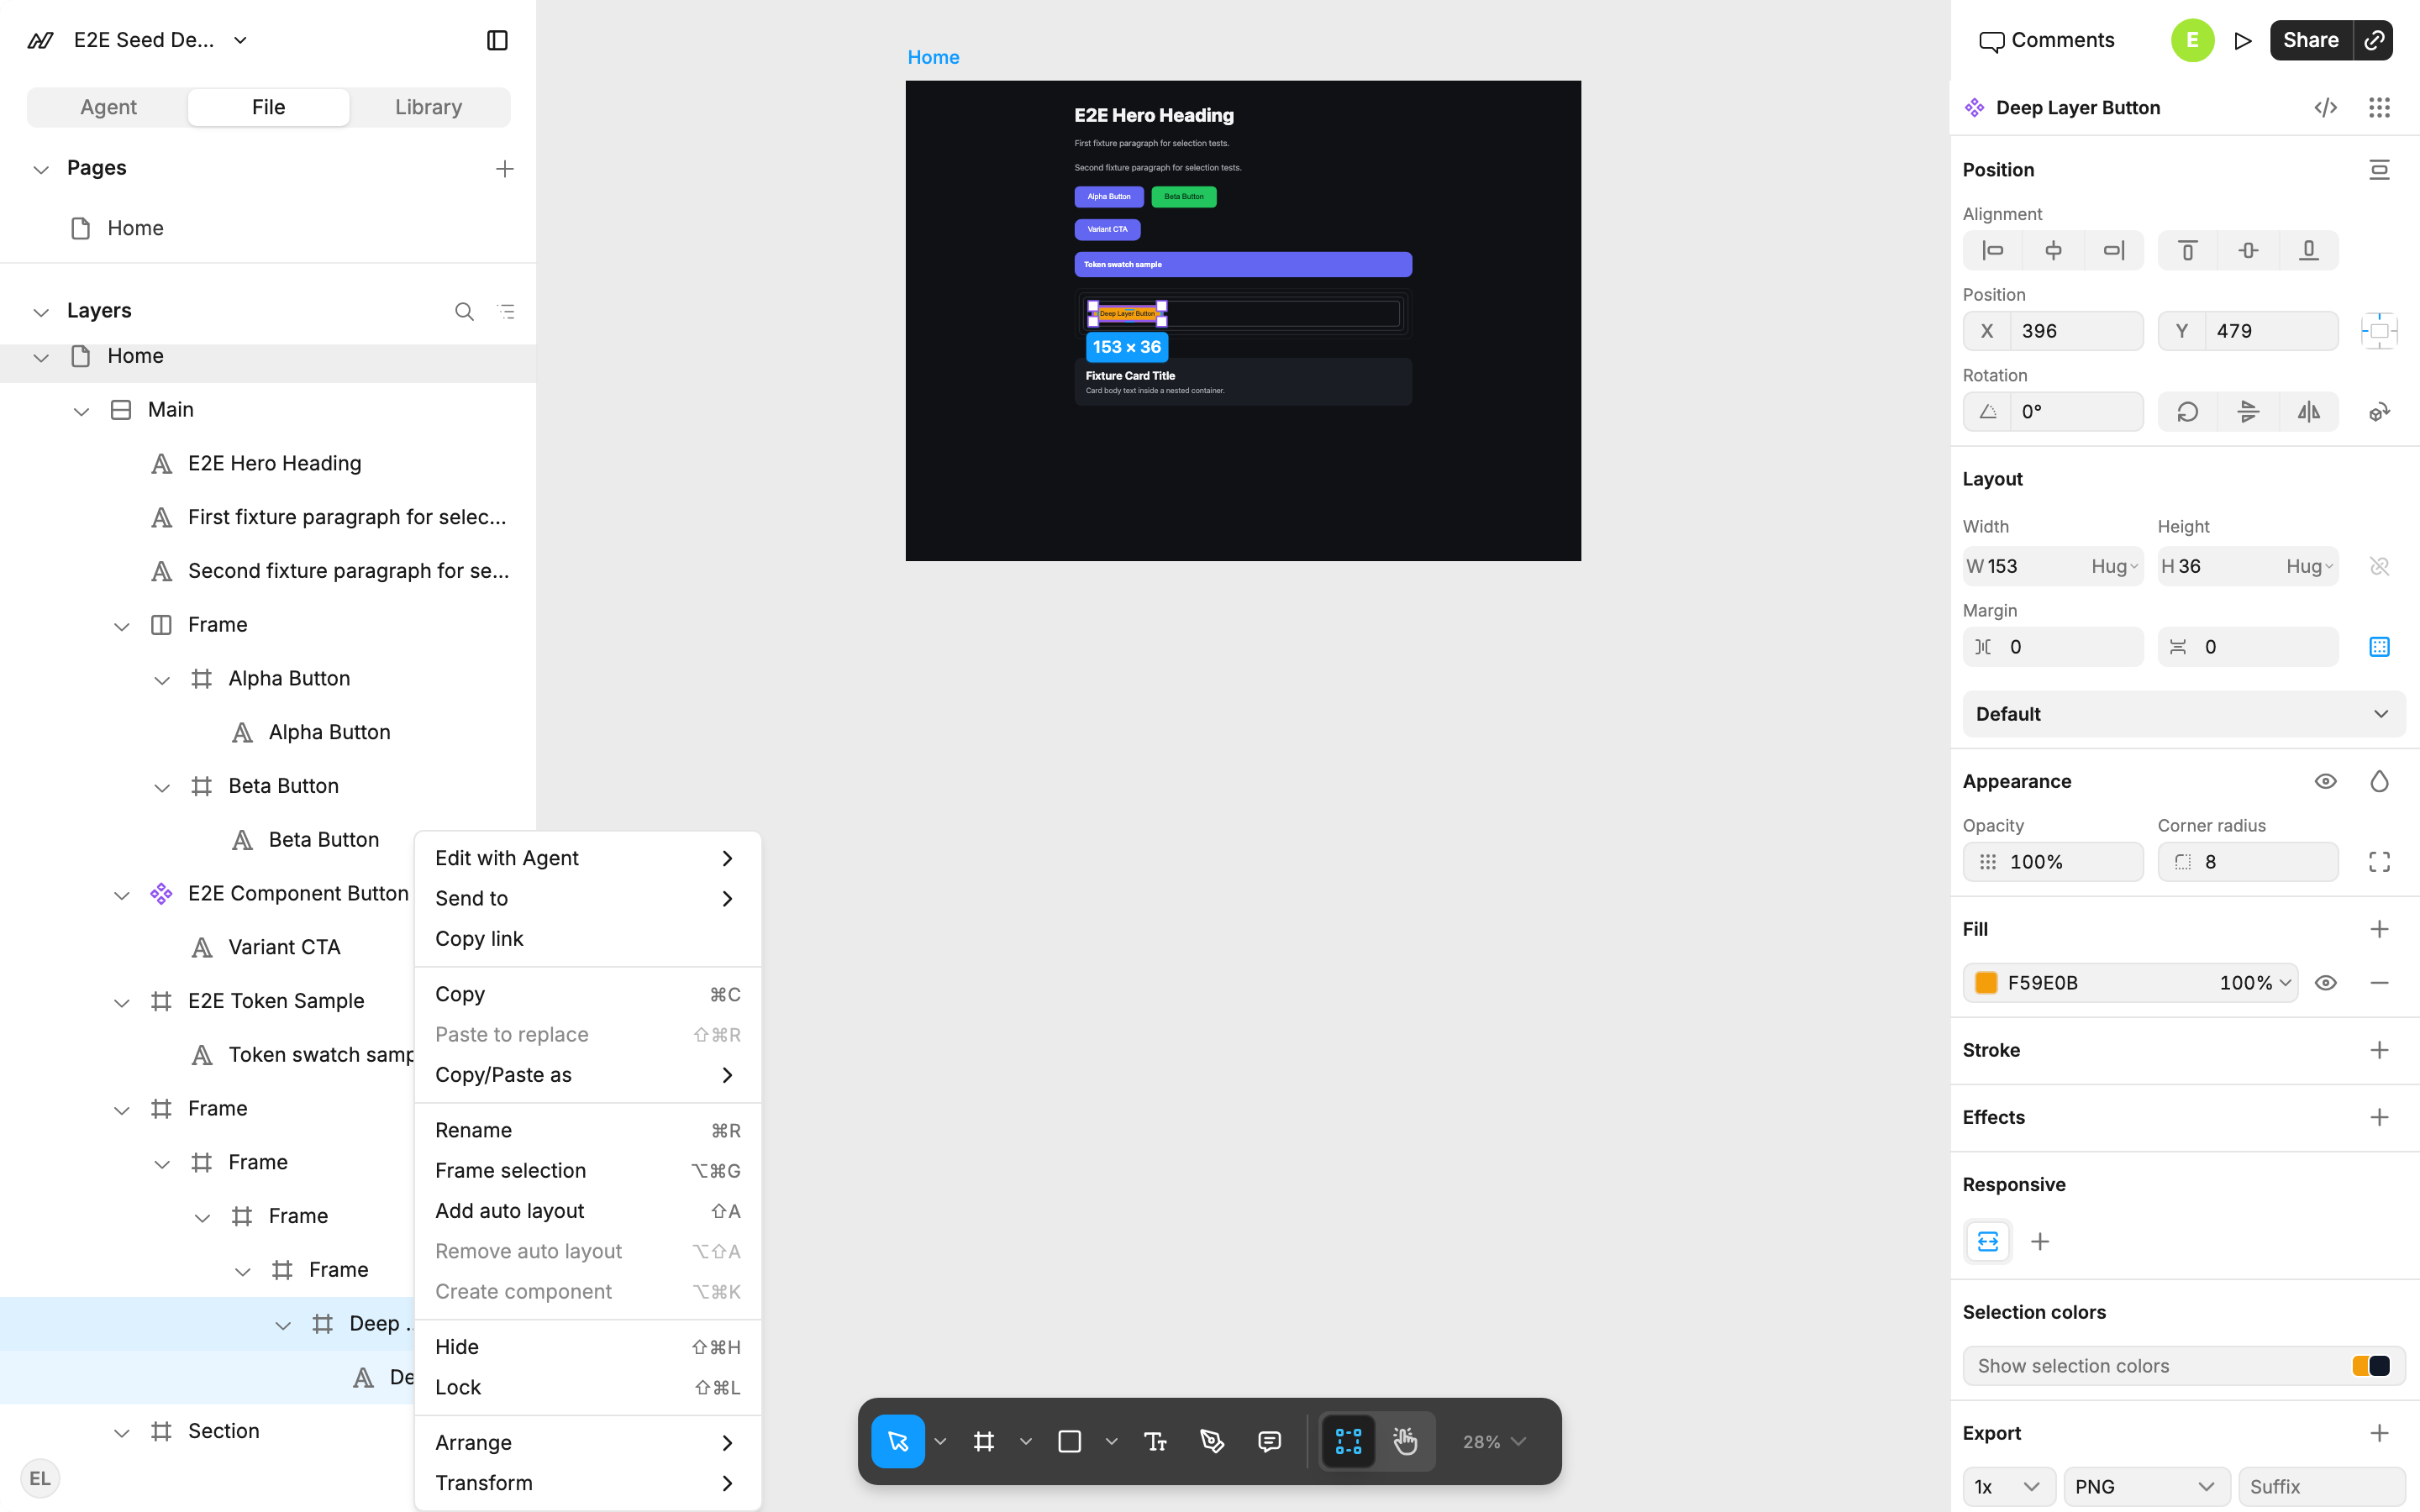 E2E Seed De...
Agent
File
Library
Pages
Home
Layers
Home
Main
E2E Hero Heading
First fixture paragraph for selec...
Second fixture paragraph for se...
Frame
Alpha Button
Alpha Button
Beta Button
Beta Button
E2E Component Button
Variant CTA
E2E Token Sample
Token swatch samp
Frame
Frame
Frame
Frame
Deep ..
De
Section
EL
Edit with Agent
Send to
Copy link
Copy ⌘C
Paste to replace ⇧⌘R
Copy/Paste as
Rename ⌘R
Frame selection ⌥⌘G
Add auto layout ⇧A
Remove auto layout ⌥⇧A
Create component ⌥⌘K
Hide ⇧⌘H
Lock ⇧⌘L
Arrange
Transform
Home
E2E Hero Heading
First fixture paragraph for selection tests.
Second fixture paragraph for selection tests.
Alpha Button
Beta Button
Variant CTA
Token swatch sample
Deep Layer Button
153 × 36
Fixture Card Title
Card body text inside a nested container.
28%
Comments
E
Share
Deep Layer Button
Position
Alignment
Position
X 396
Y 479
Rotation
0°
Layout
Width
Height
W 153 Hug
H 36 Hug
Margin
0
0
Default
Appearance
Opacity
Corner radius
100%
8
Fill
F59E0B 100%
Stroke
Effects
Responsive
Selection colors
Show selection colors
Export
1x
PNG
Suffix